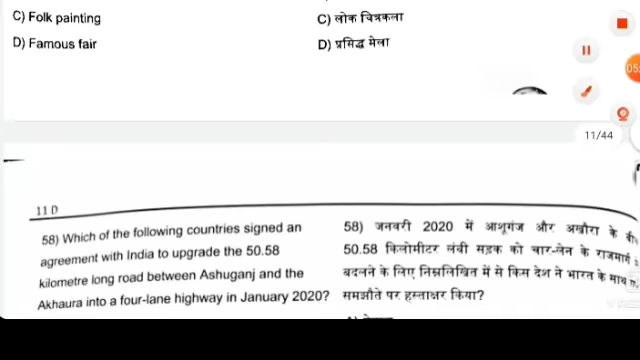 C) Folk painting
C) लोक चित्रकला
D) Famous fair
D) प्रसिद्ध मेला
05:
11/44
11 D
58) Which of the following countries signed an
agreement with India to upgrade the 50.58
kilometre long road between Ashuganj and the
Akhaura into a four-lane highway in January 2020?
58) जनवरी 2020 में आशूगंज और अखौरा के
50.58 किलोमीटर लंबी सड़क को चार-लेन के राजमार्ग
बदलने के लिए निम्नलिखित में से किस देश ने भारत के साथ
समझौते पर हस्ताक्षर किया?